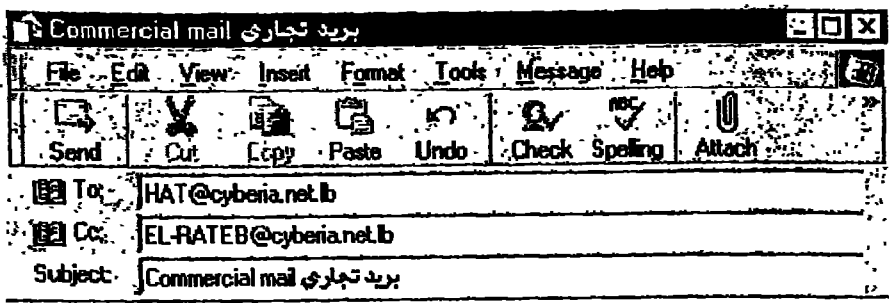 Commercial mail بريد تجاري
File Edit View Insert Format Tools Message Help
Send Cut Copy Paste Undo Check Spelling Attach
To: HAT@cyberia.net.lb
Cc: EL-RATEB@cyberia.net.lb
Subject: Commercial mail بريد تجاري